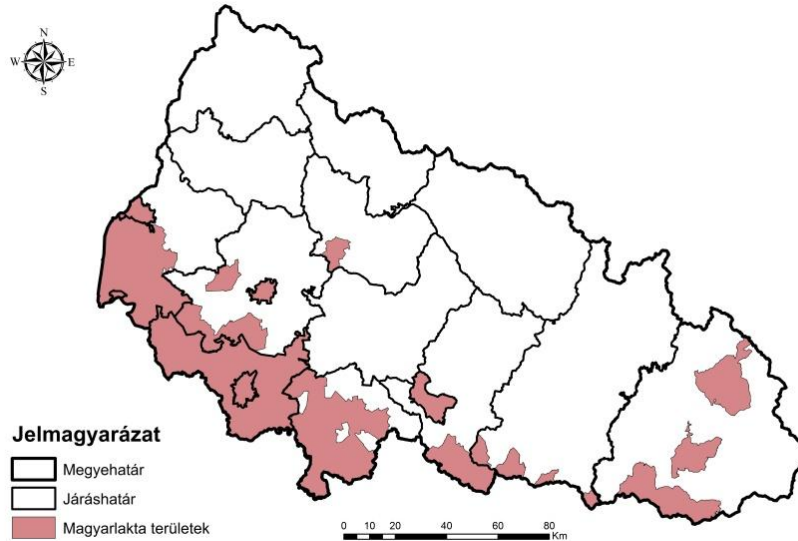 N
W E
S
Jelmagyarázat
Megyehatár
Járáshatár
Magyarlakta területek
0 10 20 40 60 80
Km